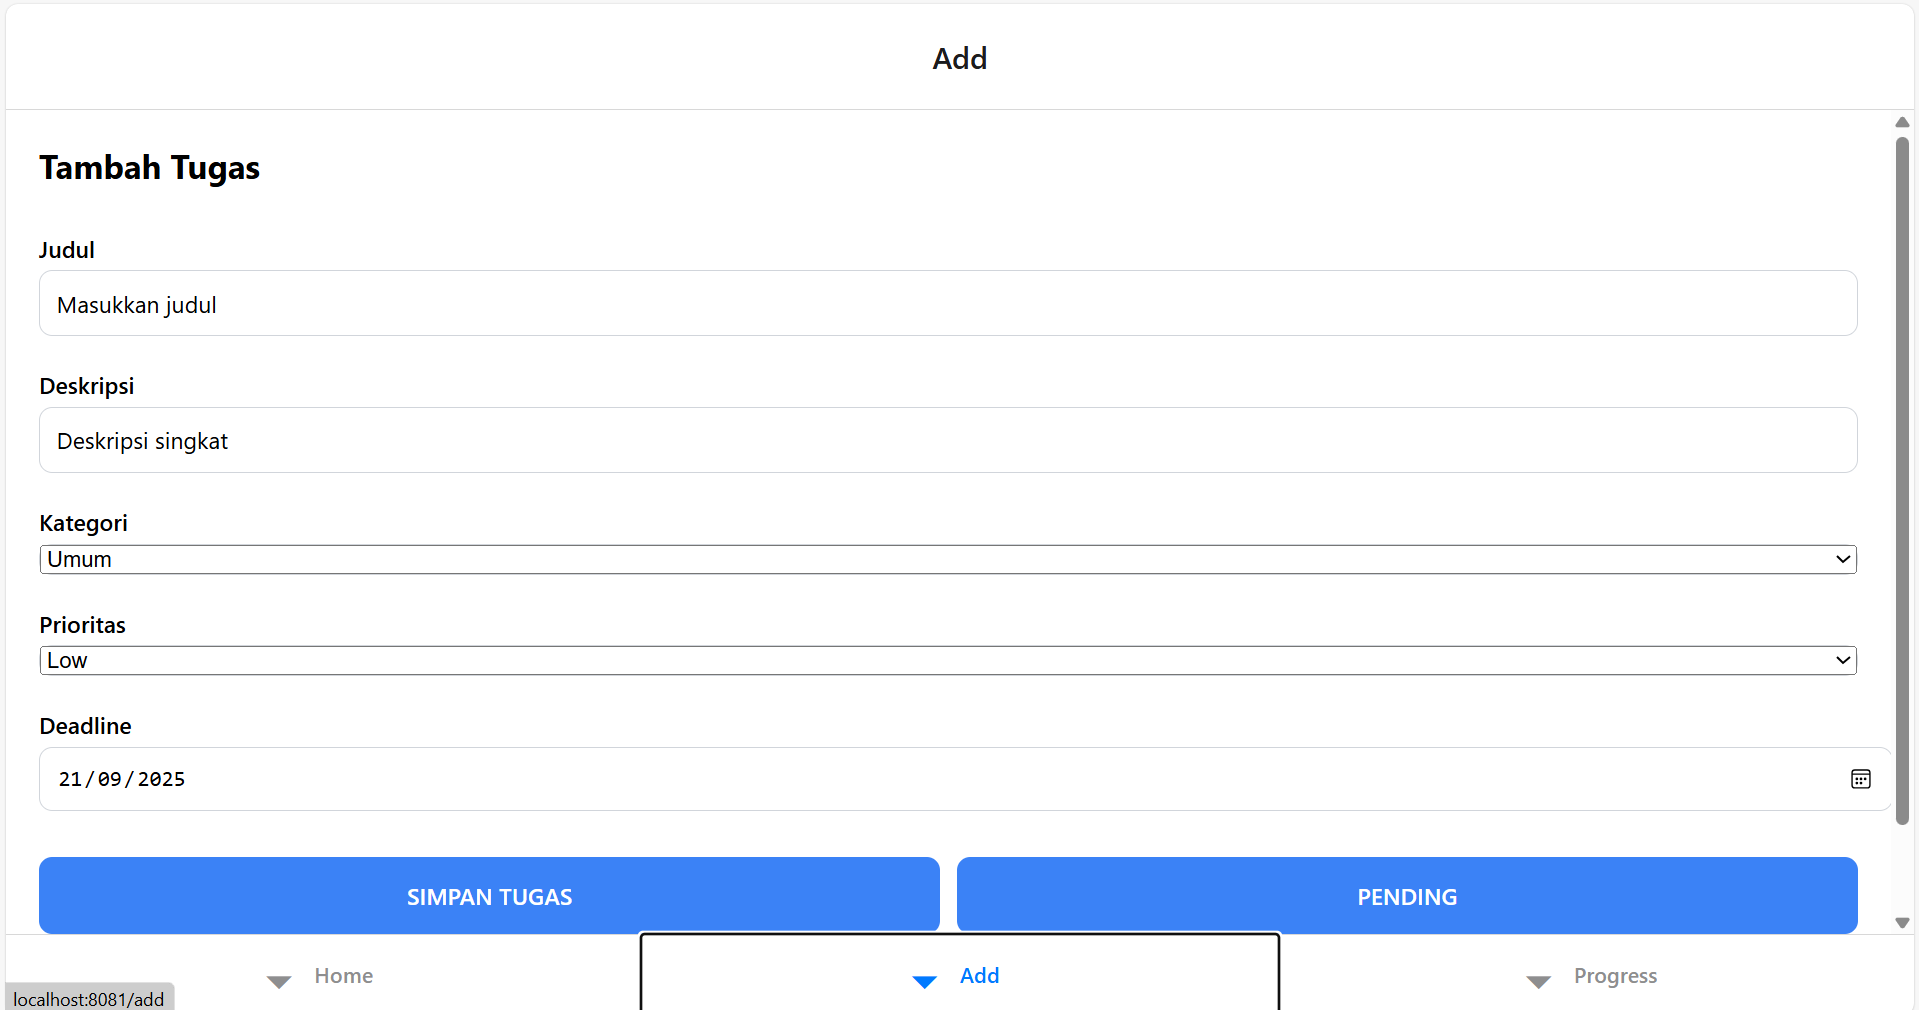 Add
Tambah Tugas
Judul
Masukkan judul
Deskripsi
Deskripsi singkat
Kategori
Umum
Prioritas
Low
Deadline
21/09/2025
SIMPAN TUGAS
PENDING
Home
Add
Progress
localhost:8081/add